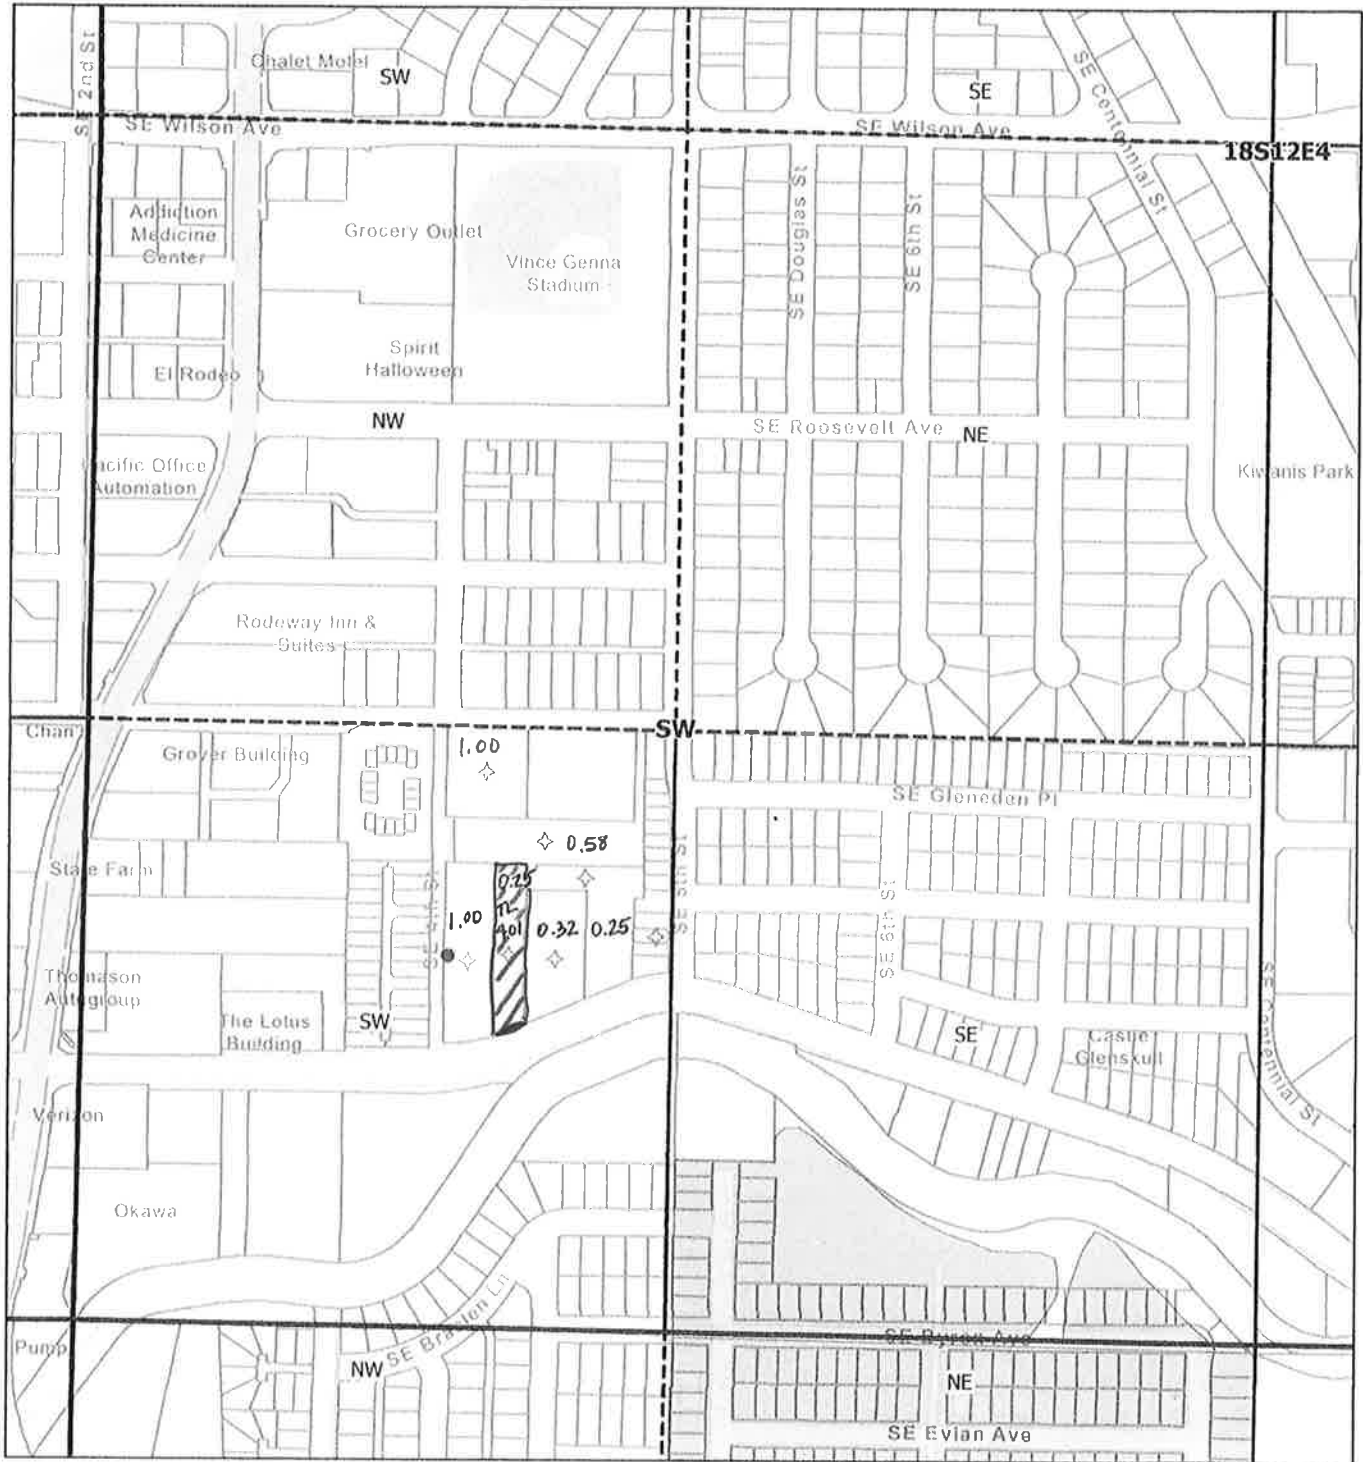 SE 2nd St
Chalet Motel
SW
SE
SE Centennial St
SE Wilson Ave
SE Wilson Ave
18S12E4
Addiction
Medicine
Center
Grocery Outlet
Vince Genna
Stadium
SE Douglas St
SE 6th St
Spirit
Halloween
El Rodeo
NW
SE Roosevelt Ave
NE
Pacific Office
Automation
Kiwanis Park
Rodeway Inn &
Suites
Chan
SW
Grover Building
1.00
SE Gleneden Pl
0.58
State Farm
SE 4th St
0.25
TL
401
1.00
0.32
0.25
SE 5th St
SE 6th St
Thomason
Autogroup
The Lotus
Building
SW
SE
Castle
Glenskull
SE Centennial St
Verizon
Okawa
SE Byron Ave
Pump
NW
NE
SE Evian Ave